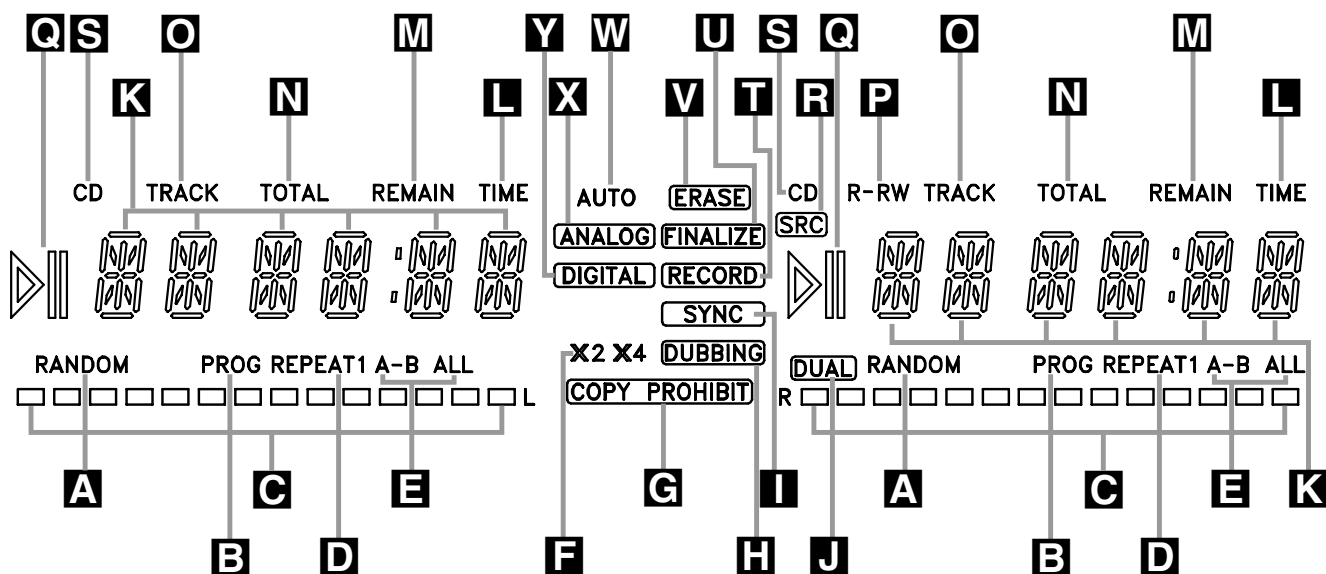 Q S O M Y W U S Q O M
K N L X V T R P N L
CD TRACK TOTAL REMAIN TIME AUTO ERASE CD R-RW TRACK TOTAL REMAIN TIME
SRC
ANALOG FINALIZE
DIGITAL RECORD
SYNC
RANDOM PROG REPEAT1 A-B ALL X2 X4 DUBBING DUAL RANDOM PROG REPEAT1 A-B ALL
L COPY PROHIBIT R
A C E G I A C E K
B D F H J B D